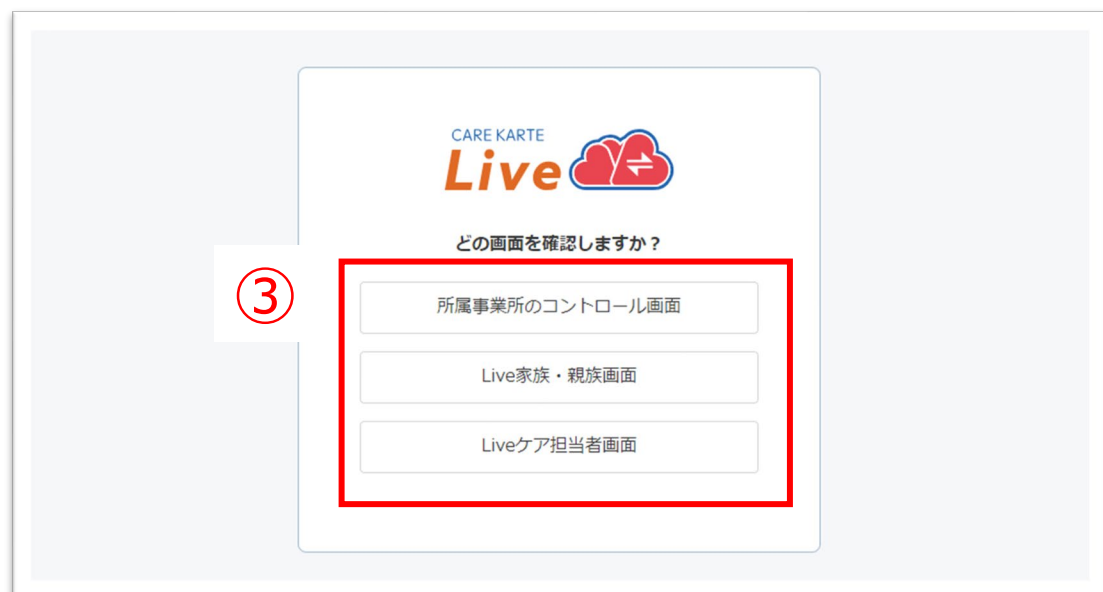 CARE KARTE
Live
どの画面を確認しますか？
③
所属事業所のコントロール画面
Live家族・親族画面
Liveケア担当者画面